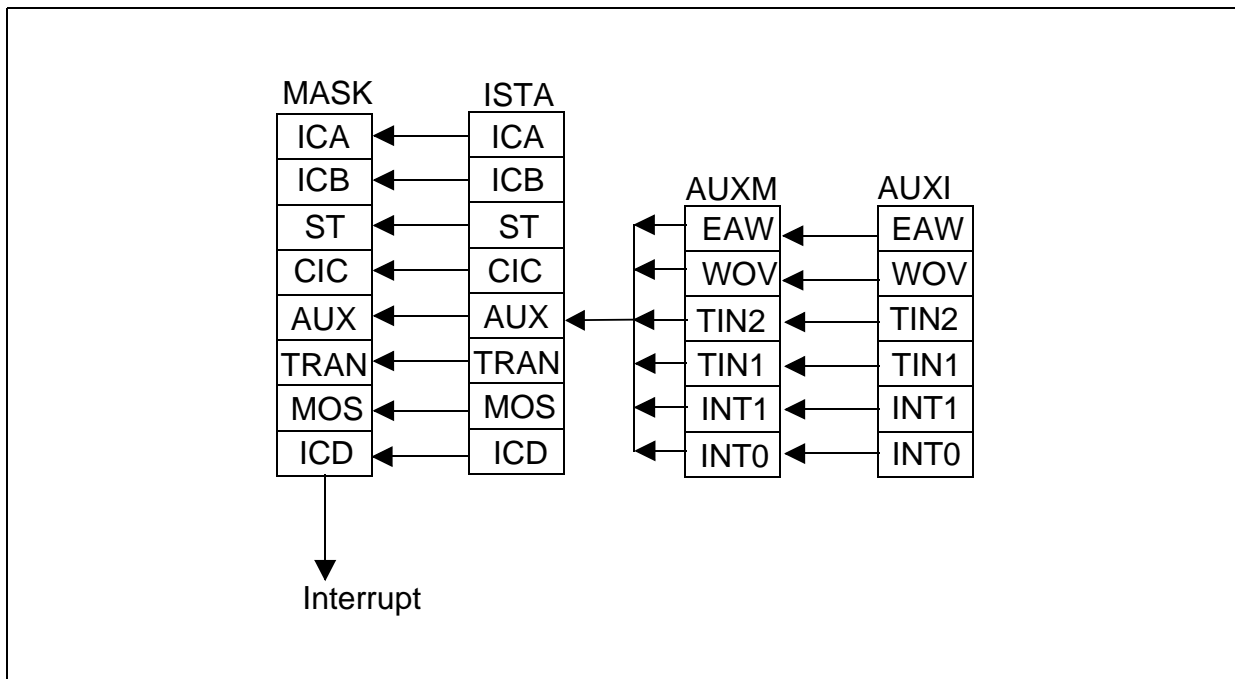 MASK
ICA
ICB
ST
CIC
AUX
TRAN
MOS
ICD
Interrupt
ISTA
ICA
ICB
ST
CIC
AUX
TRAN
MOS
ICD
AUXM
EAW
WOV
TIN2
TIN1
INT1
INT0
AUXI
EAW
WOV
TIN2
TIN1
INT1
INT0